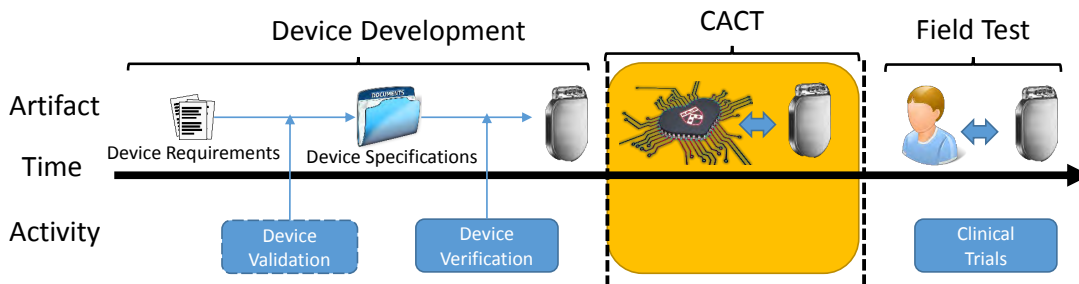 Device Development
CACT
Field Test
Artifact
DOCUMENTS
Device Requirements
Device Specifications
Time
Activity
Device
Validation
Device
Verification
Clinical
Trials